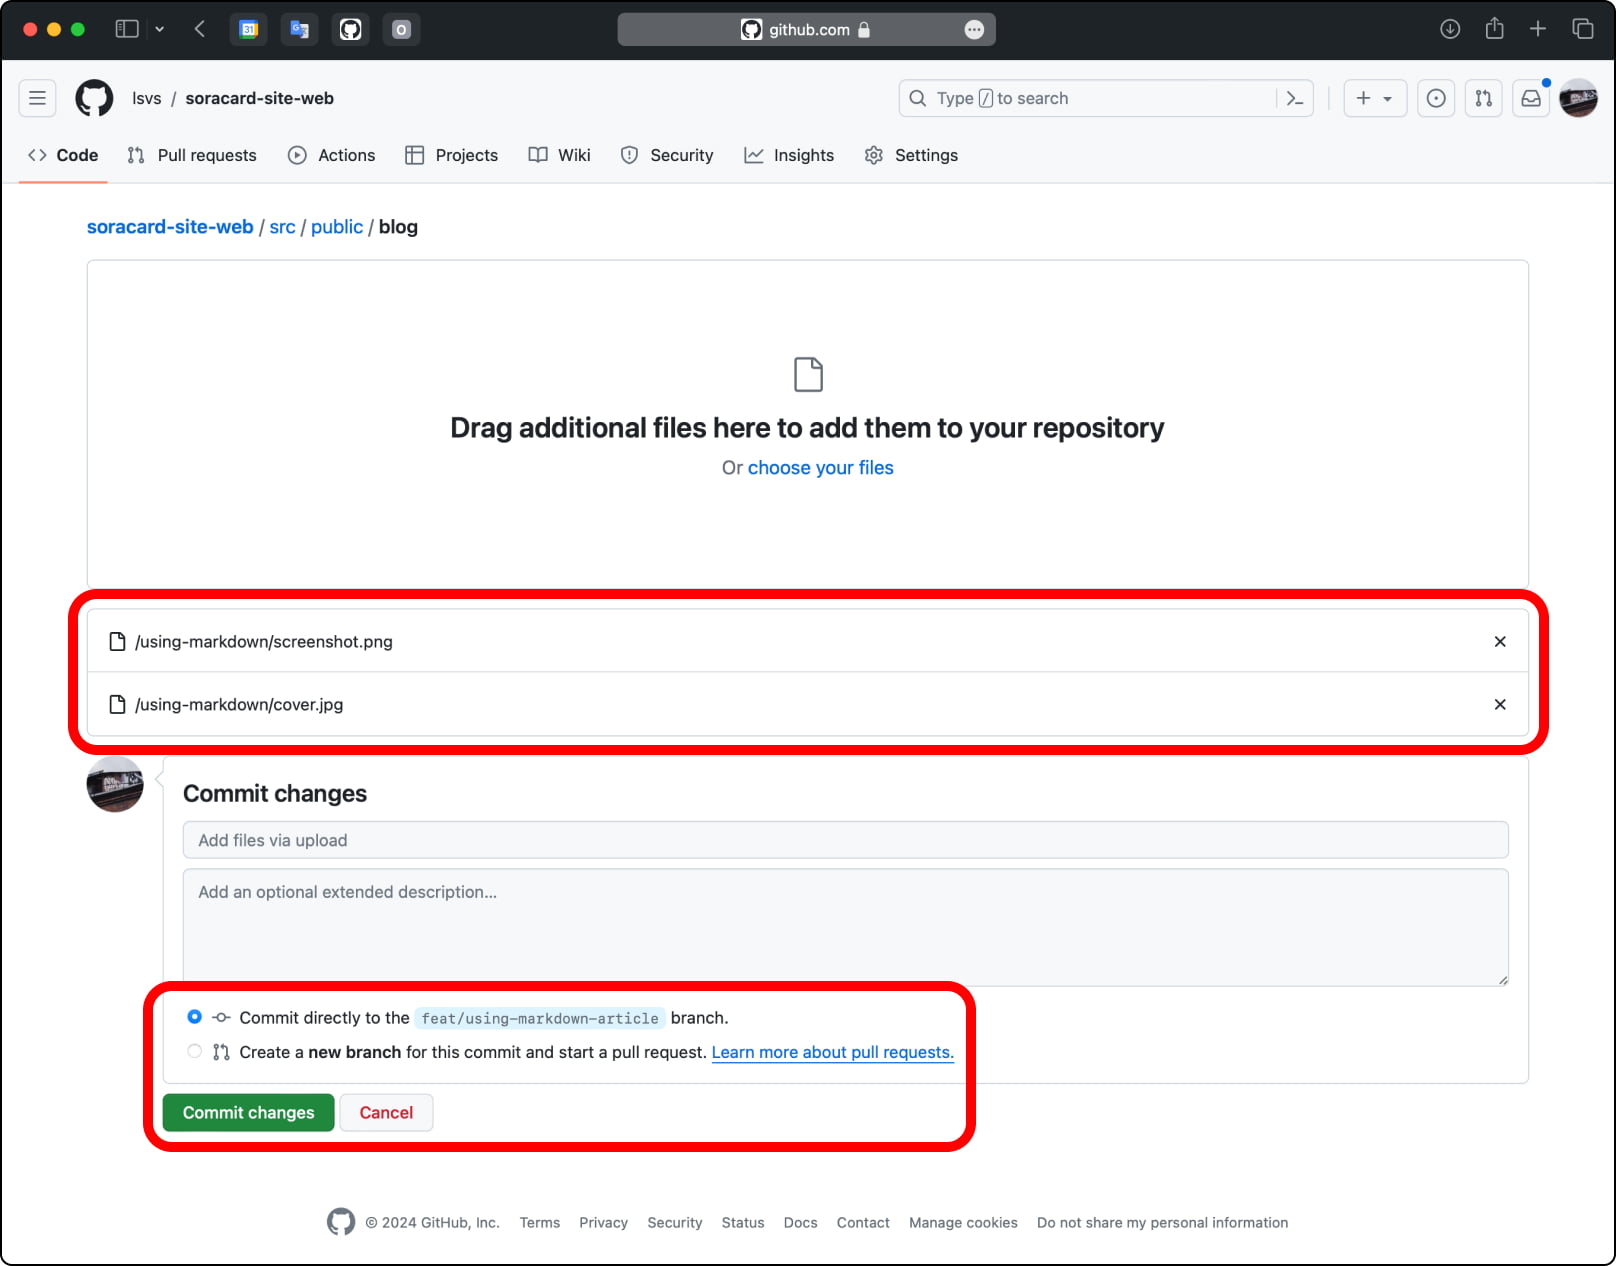 31
G
O
github.com
lsvs / soracard-site-web
Type / to search
Code
Pull requests
Actions
Projects
Wiki
Security
Insights
Settings
soracard-site-web / src / public / blog
Drag additional files here to add them to your repository
Or choose your files
/using-markdown/screenshot.png
/using-markdown/cover.jpg
Commit changes
Add files via upload
Add an optional extended description...
Commit directly to the feat/using-markdown-article branch.
Create a new branch for this commit and start a pull request. Learn more about pull requests.
Commit changes
Cancel
© 2024 GitHub, Inc.
Terms
Privacy
Security
Status
Docs
Contact
Manage cookies
Do not share my personal information